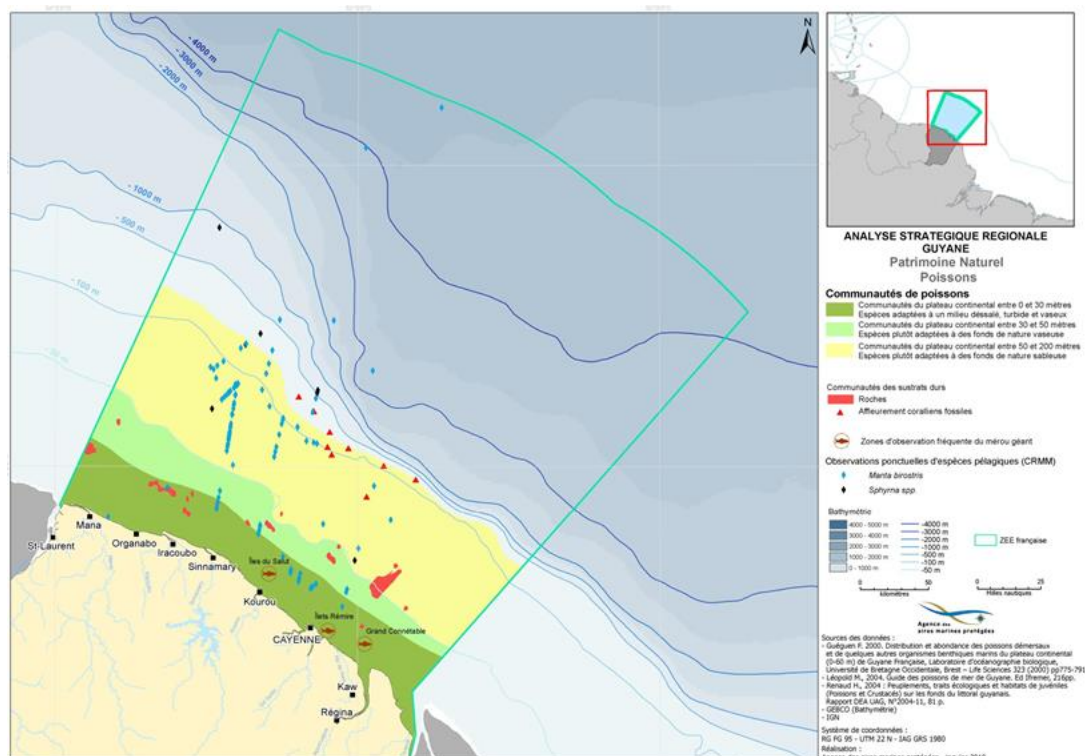 N
- 4000 m
- 3000 m
- 2000 m
- 1000 m
- 500 m
- 100 m
Mana
St-Laurent
Organabo
Iracoubo
Sinnamary
Îles du Salut
Kourou
Îlets Rémire
CAYENNE
Grand Connétable
Kaw
Régina
ANALYSE STRATEGIQUE REGIONALE
GUYANE
Patrimoine Naturel
Poissons
Communautés de poissons
Communautés du plateau continental entre 0 et 30 mètres
Espèces adaptées à un milieu déssalé, turbide et vaseux
Communautés du plateau continental entre 30 et 50 mètres
Espèces plutôt adaptées à des fonds de nature vaseuse
Communautés du plateau continental entre 50 et 200 mètres
Espèces plutôt adaptées à des fonds de nature sableuse
Communautés des sustrats durs
Roches
Affleurement coralliens fossiles
Zones d'observation fréquente du mérou géant
Observations ponctuelles d'espèces pélagiques (CRMM)
Manta birostris
Sphyrna spp.
Bathymétrie
4000 - 5000 m
3000 - 4000 m
2000 - 3000 m
1000 - 2000 m
0 - 1000 m
-4000 m
-3000 m
-2000 m
-1000 m
-500 m
-100 m
-50 m
ZEE française
0 50
kilomètres
0 25
Milles nautiques
Agence des
aires marines protégées
Sources des données :
- Guéguen F. 2000. Distribution et abondance des poissons démersaux
et de quelques autres organismes benthiques marins du plateau continental
(0-60 m) de Guyane Française, Laboratoire d'océanographie biologique,
Université de Bretagne Occidentale, Brest – Life Sciences 323 (2000) pp775-791
- Léopold M., 2004. Guide des poissons de mer de Guyane. Ed Ifremer, 216pp.
- Renaud H., 2004 : Peuplements, traits écologiques et habitats de juvéniles
(Poissons et Crustacés) sur les fonds du littoral guyanais.
Rapport DEA UAG, N°2004-11, 81 p.
- GEBCO (Bathymétrie)
- IGN
Système de coordonnées :
RG FG 95 - UTM 22 N - IAG GRS 1980
Réalisation :